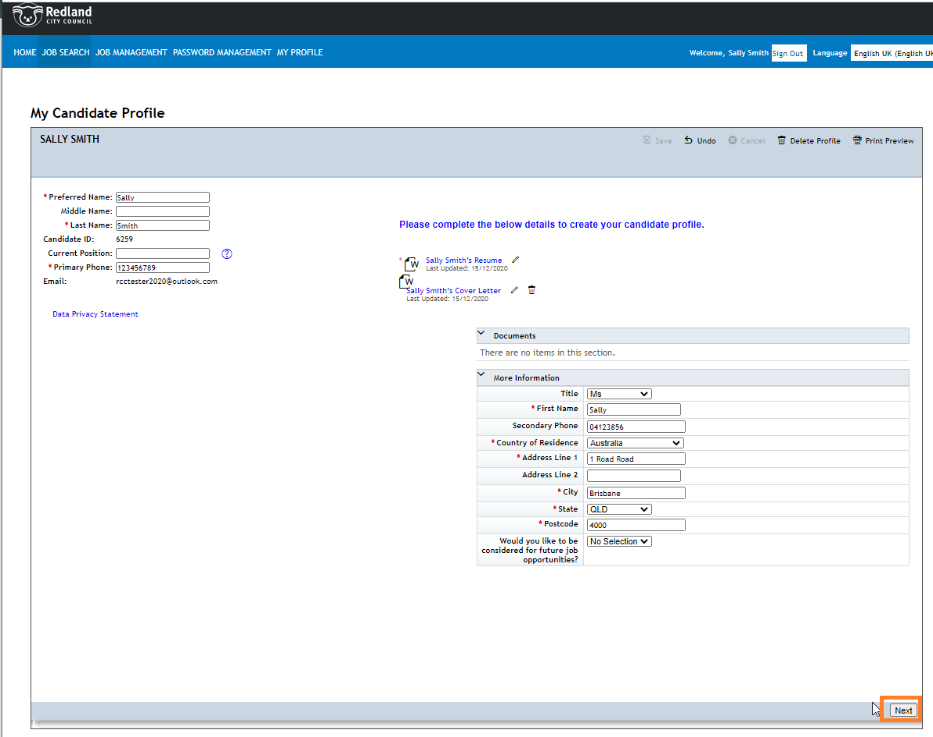 Redland
CITY COUNCIL
HOME JOB SEARCH JOB MANAGEMENT PASSWORD MANAGEMENT MY PROFILE
Welcome, Sally Smith Sign Out Language English UK (English UK
My Candidate Profile
SALLY SMITH
Save Undo Cancel Delete Profile Print Preview
* Preferred Name: Sally
Middle Name:
* Last Name: Smith
Candidate ID: 6259
Current Position: ?
* Primary Phone: 123456789
Email: rcctester2020@outlook.com
Data Privacy Statement
Please complete the below details to create your candidate profile.
* W Sally Smith's Resume
Last Updated: 15/12/2020
W
Sally Smith's Cover Letter
Last Updated: 15/12/2020
Documents
There are no items in this section.
More Information
Title Ms
* First Name Sally
Secondary Phone 04123856
* Country of Residence Australia
* Address Line 1 1 Road Road
Address Line 2
* City Brisbane
* State QLD
* Postcode 4000
Would you like to be No Selection
considered for future job
opportunities?
Next